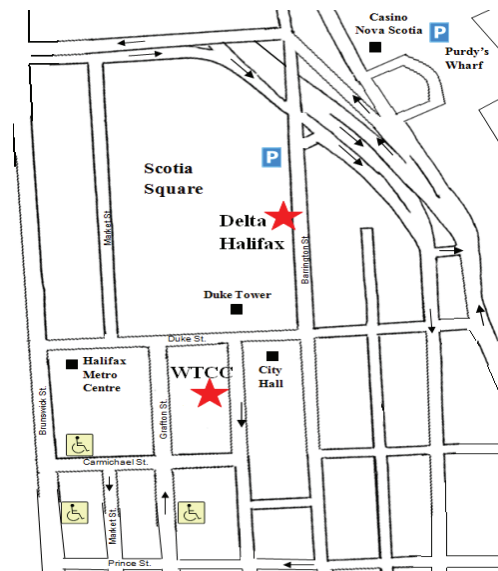 Casino
Nova Scotia
P
Purdy's
Wharf
P
Scotia
Square
Market St.
Delta
Halifax
Barrington St.
Duke Tower
Duke St.
Halifax
Metro
Centre
WTCC
City
Hall
Brunswick St.
Grafton St.
Carmichael St.
Market St.
Prince St.